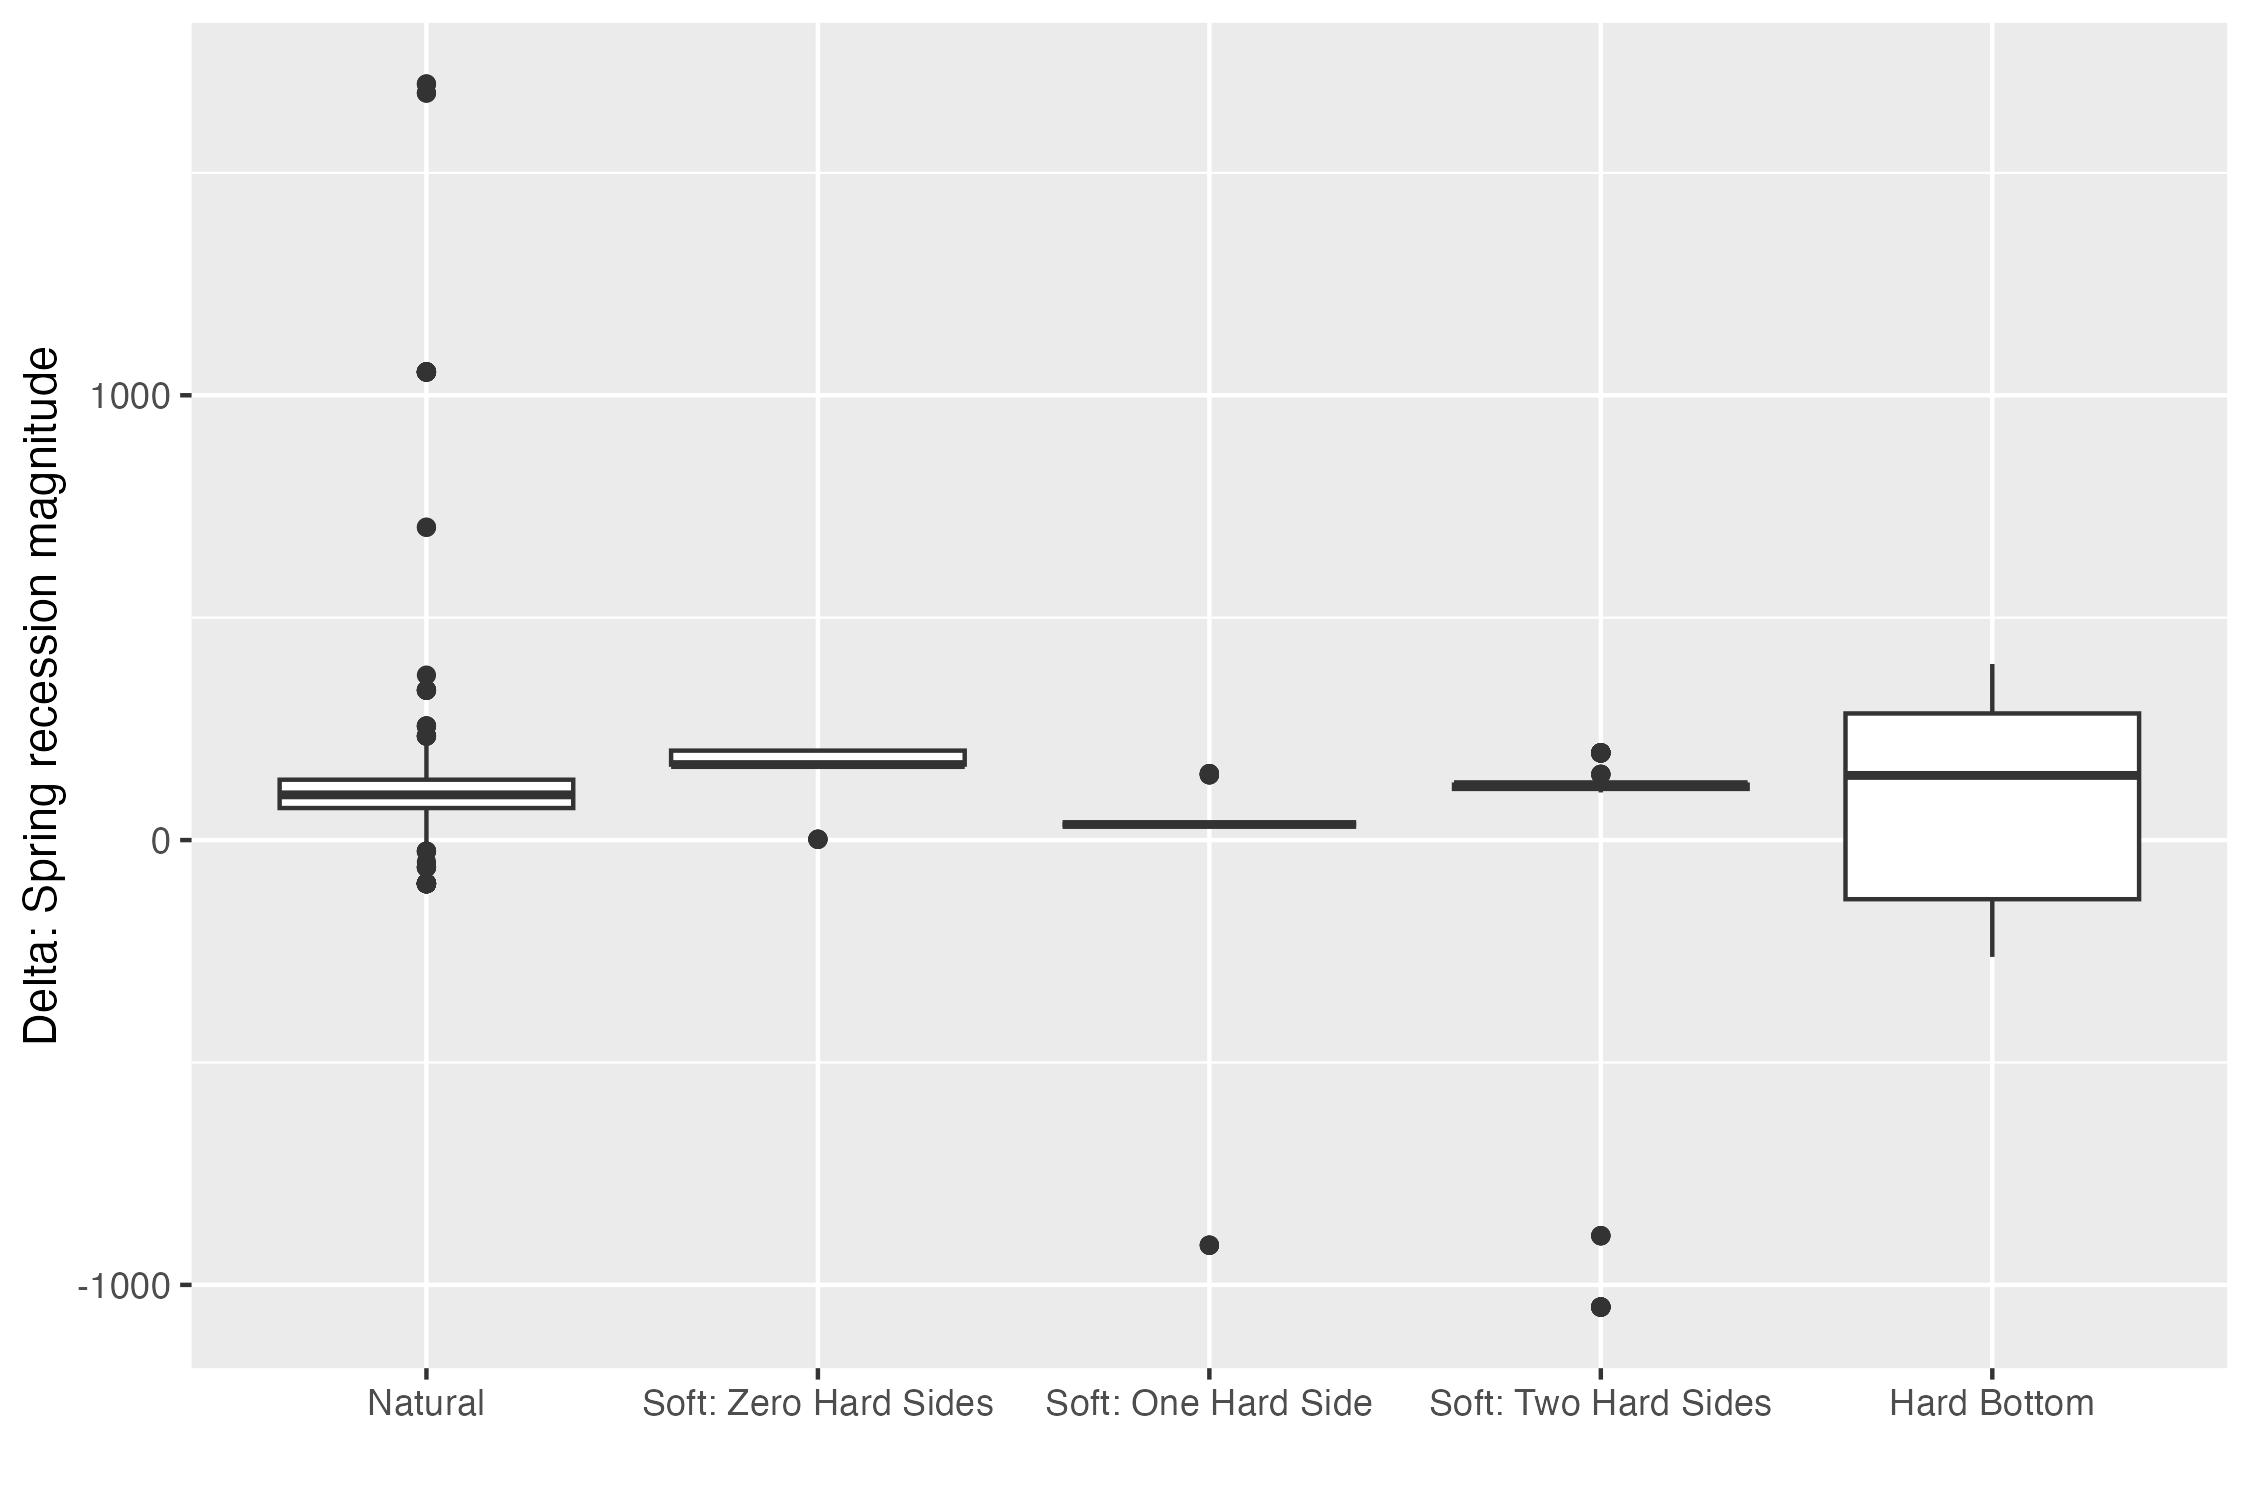 Delta: Spring recession magnitude
1000
0
-1000
Natural
Soft: Zero Hard Sides
Soft: One Hard Side
Soft: Two Hard Sides
Hard Bottom